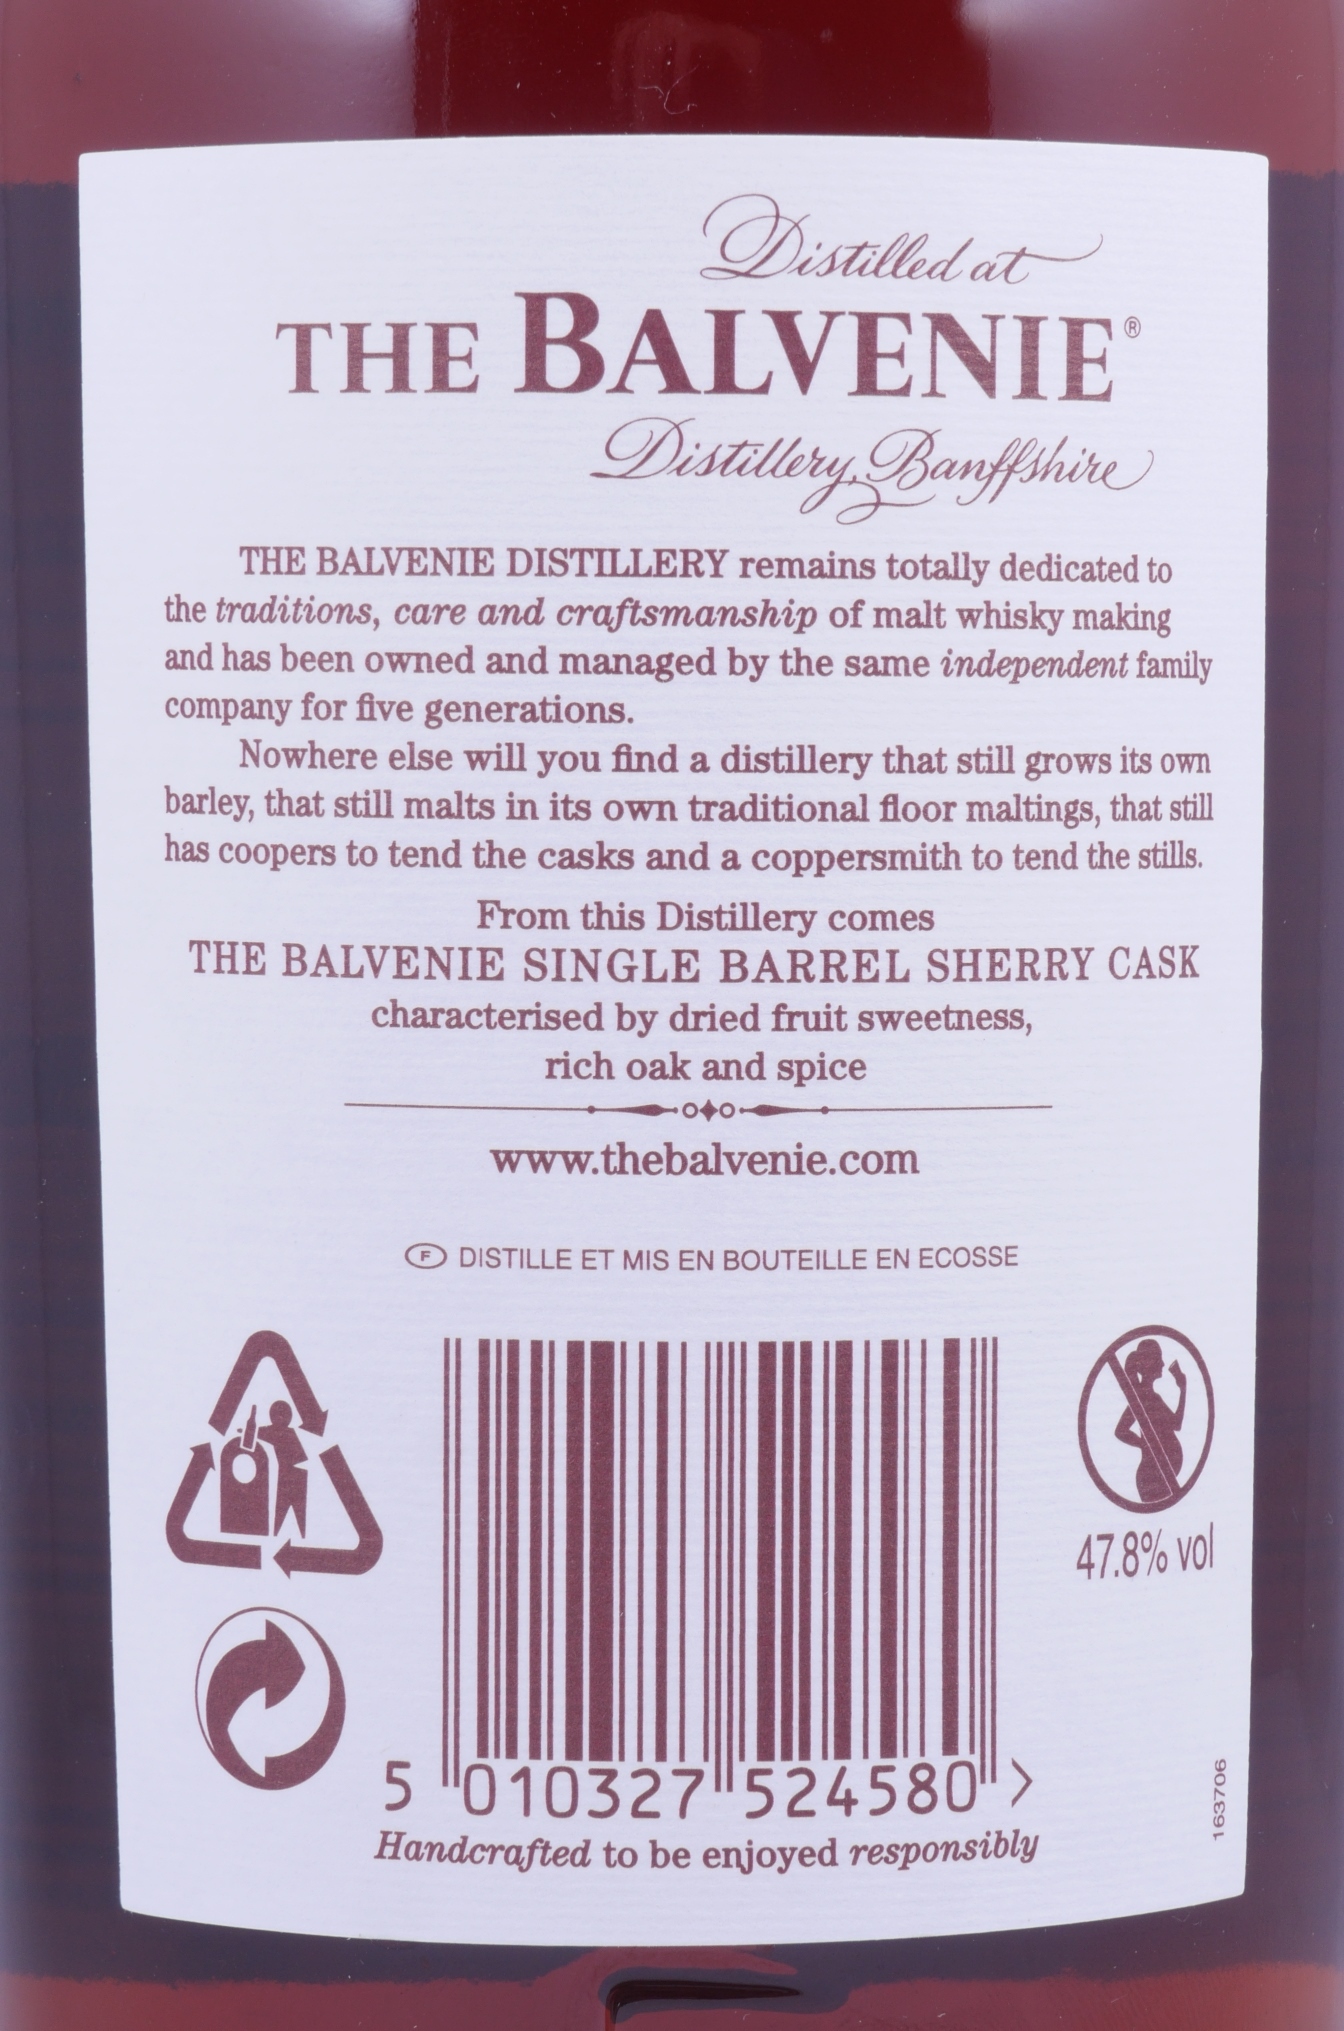 Distilled at
THE BALVENIE®
Distillery, Banffshire
THE BALVENIE DISTILLERY remains totally dedicated to
the traditions, care and craftsmanship of malt whisky making
and has been owned and managed by the same independent family
company for five generations.
Nowhere else will you find a distillery that still grows its own
barley, that still malts in its own traditional floor maltings, that still
has coopers to tend the casks and a coppersmith to tend the stills.
From this Distillery comes
THE BALVENIE SINGLE BARREL SHERRY CASK
characterised by dried fruit sweetness,
rich oak and spice
www.thebalvenie.com
F DISTILLE ET MIS EN BOUTEILLE EN ECOSSE
47.8% vol
5 010327 524580 >
163706
Handcrafted to be enjoyed responsibly